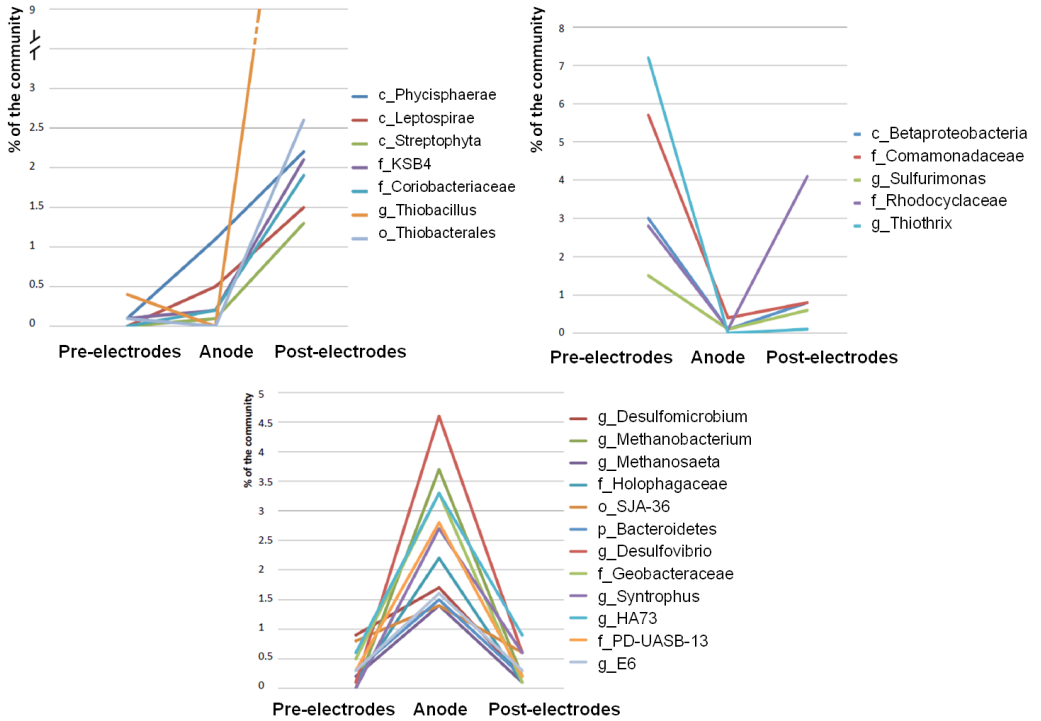 % of the community
9
3
2.5
2
1.5
1
0.5
0
Pre-electrodes Anode Post-electrodes
c_Phycisphaerae
c_Leptospirae
c_Streptophyta
f_KSB4
f_Coriobacteriaceae
g_Thiobacillus
o_Thiobacterales
% of the community
8
7
6
5
4
3
2
1
0
Pre-electrodes Anode Post-electrodes
c_Betaproteobacteria
f_Comamonadaceae
g_Sulfurimonas
f_Rhodocyclaceae
g_Thiothrix
% of the community
5
4.5
4
3.5
3
2.5
2
1.5
1
0.5
0
Pre-electrodes Anode Post-electrodes
g_Desulfomicrobium
g_Methanobacterium
g_Methanosaeta
f_Holophagaceae
o_SJA-36
p_Bacteroidetes
g_Desulfovibrio
f_Geobacteraceae
g_Syntrophus
g_HA73
f_PD-UASB-13
g_E6